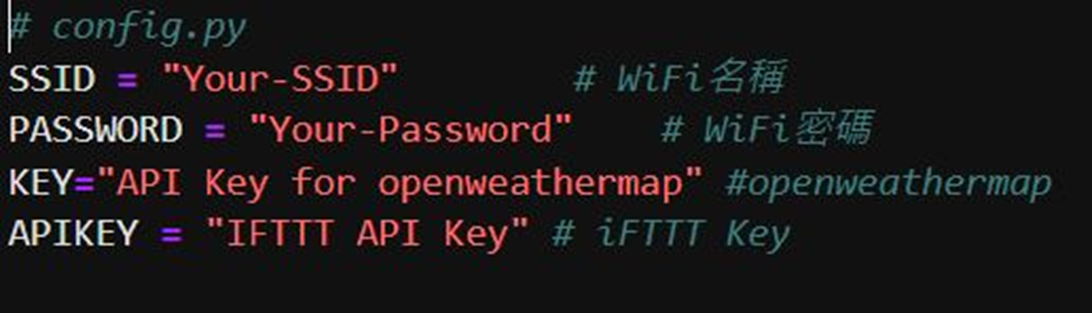 # config.py
SSID = "Your-SSID"        # WiFi名稱
PASSWORD = "Your-Password"    # WiFi密碼
KEY="API Key for openweathermap" #openweathermap
APIKEY = "IFTTT API Key" # iFTTT Key